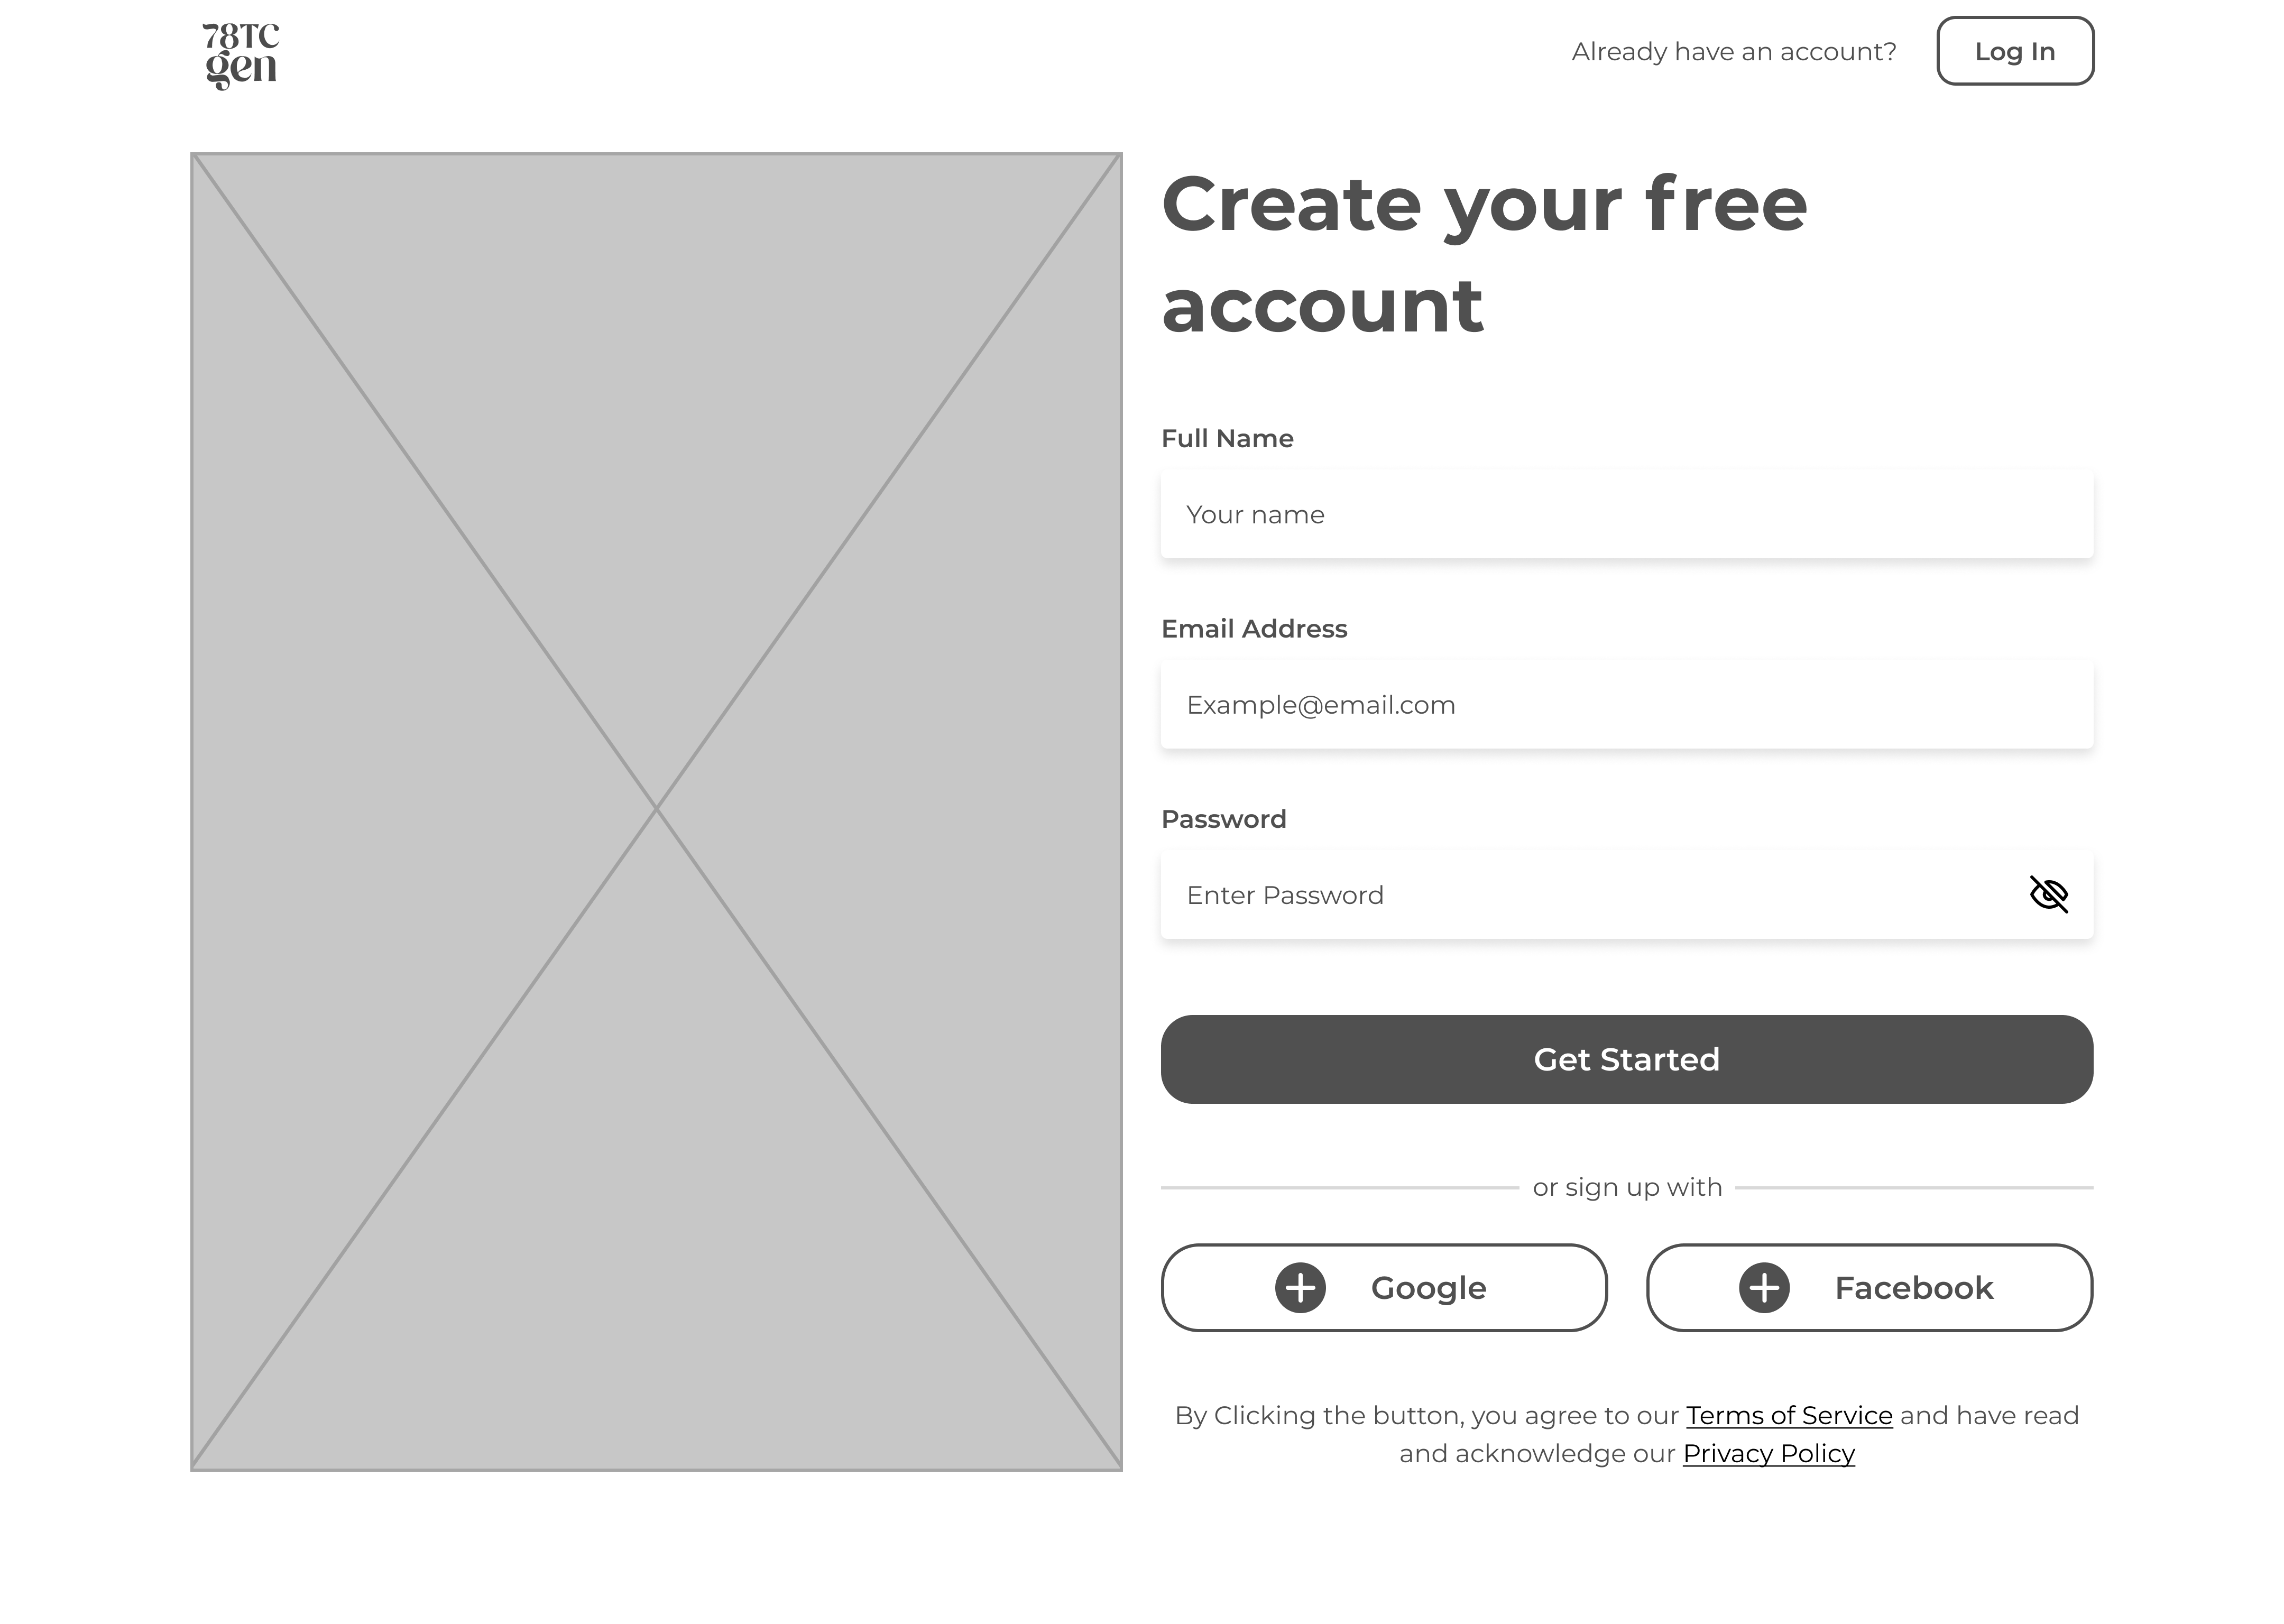 78TC
gen
Already have an account?
Log In
Create your free
account
Full Name
Your name
Email Address
Example@email.com
Password
Enter Password
Get Started
or sign up with
Google
Facebook
By Clicking the button, you agree to our Terms of Service and have read
and acknowledge our Privacy Policy